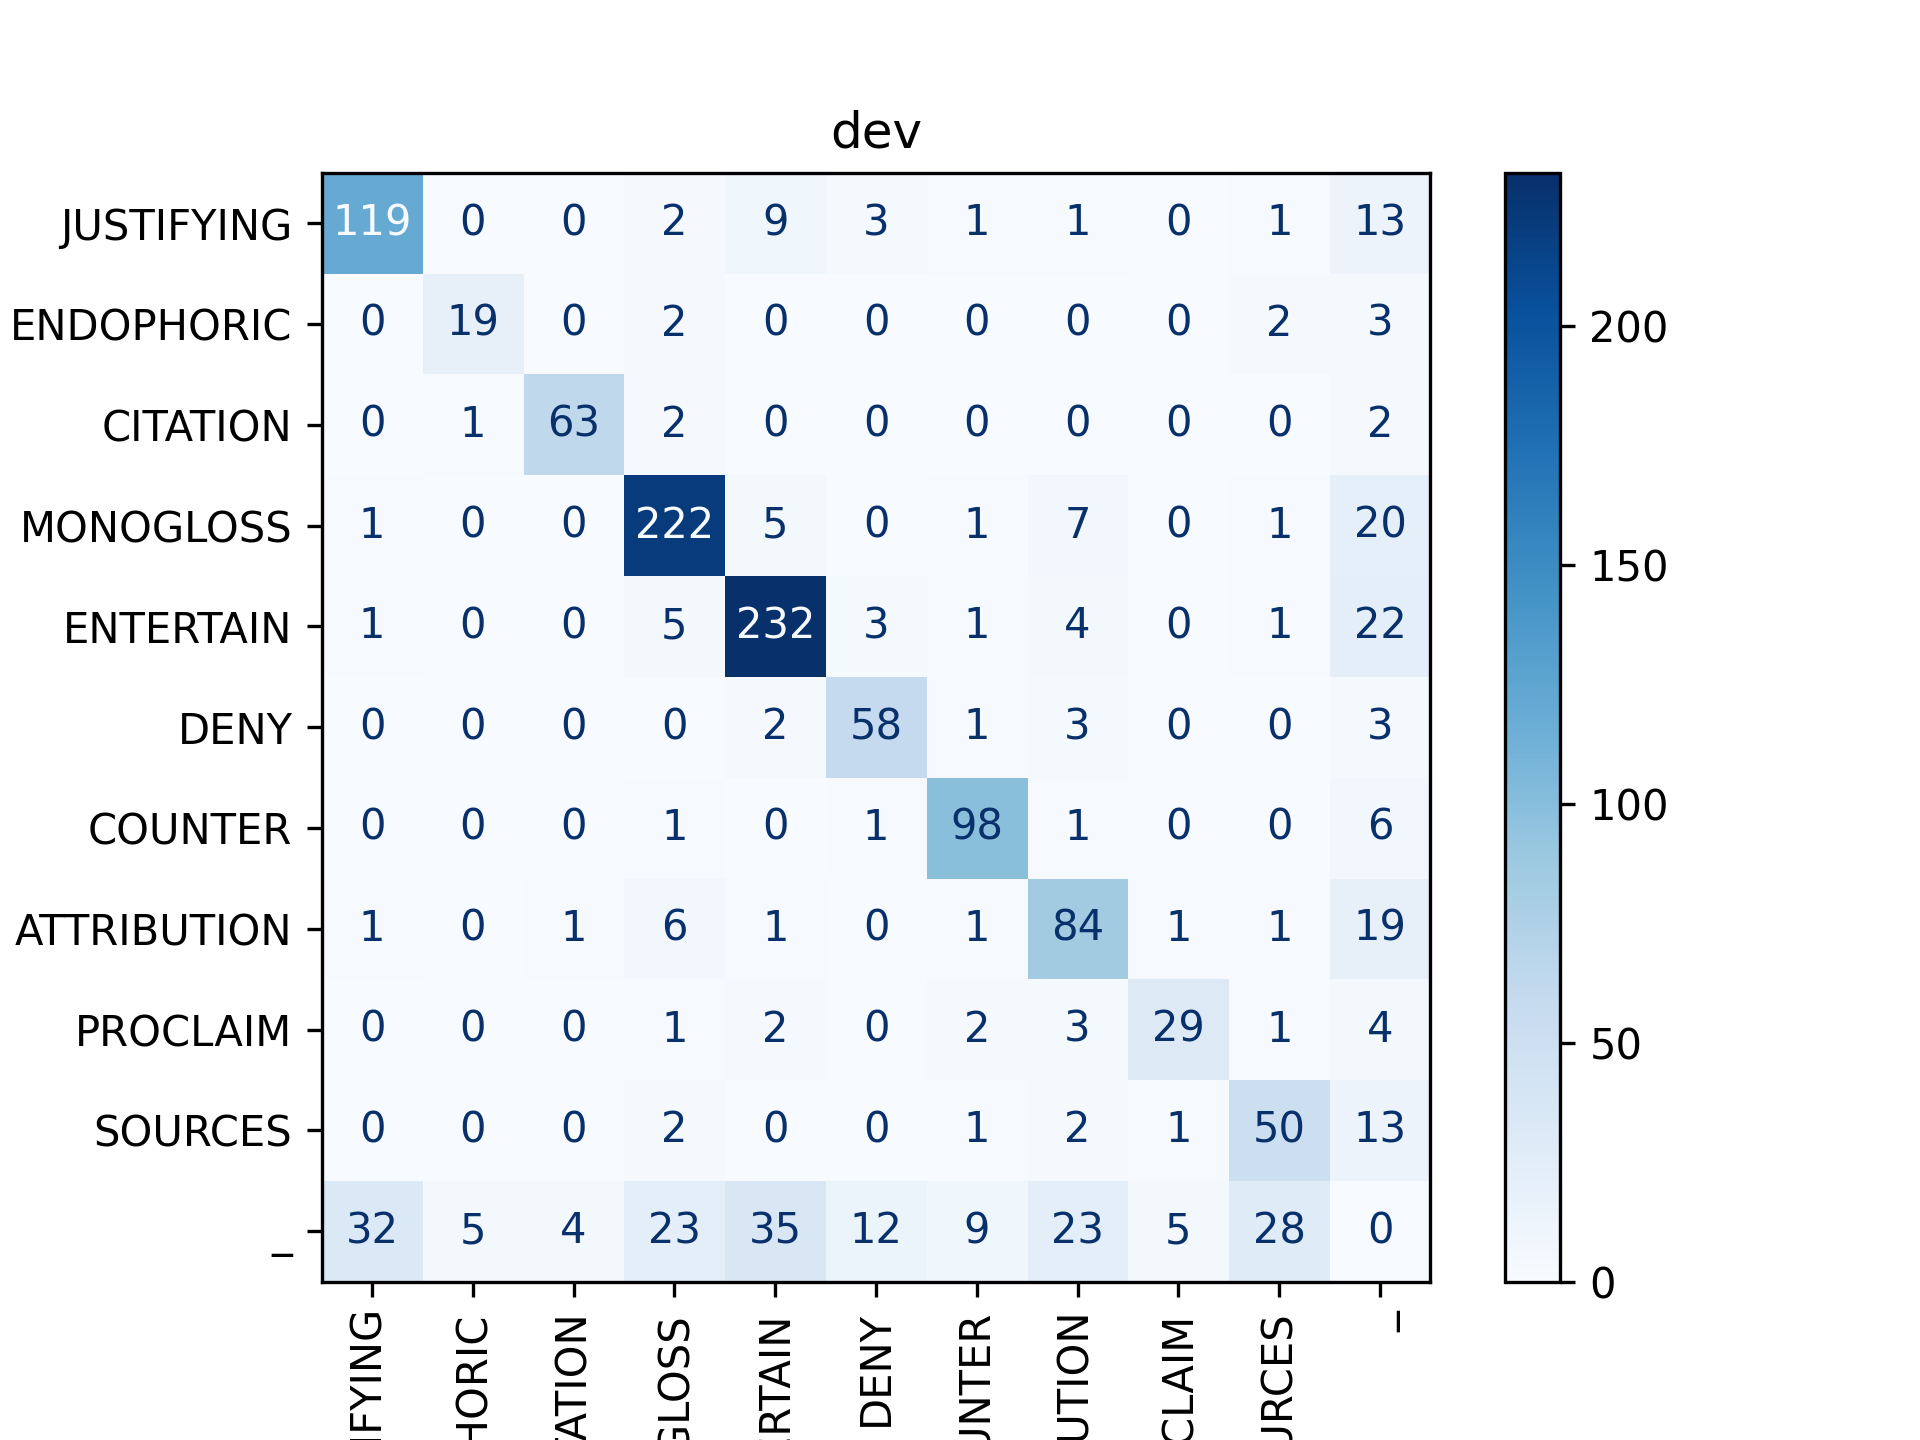 dev
JUSTIFYING 119 0 0 2 9 3 1 1 0 1 13
ENDOPHORIC 0 19 0 2 0 0 0 0 0 2 3
CITATION 0 1 63 2 0 0 0 0 0 0 2
MONOGLOSS 1 0 0 222 5 0 1 7 0 1 20
ENTERTAIN 1 0 0 5 232 3 1 4 0 1 22
DENY 0 0 0 0 2 58 1 3 0 0 3
COUNTER 0 0 0 1 0 1 98 1 0 0 6
ATTRIBUTION 1 0 1 6 1 0 1 84 1 1 19
PROCLAIM 0 0 0 1 2 0 2 3 29 1 4
SOURCES 0 0 0 2 0 0 1 2 1 50 13
_ 32 5 4 23 35 12 9 23 5 28 0
IFYING
HORIC
TATION
GLOSS
RTAIN
DENY
UNTER
UTION
CLAIM
URCES
_
200
150
100
50
0